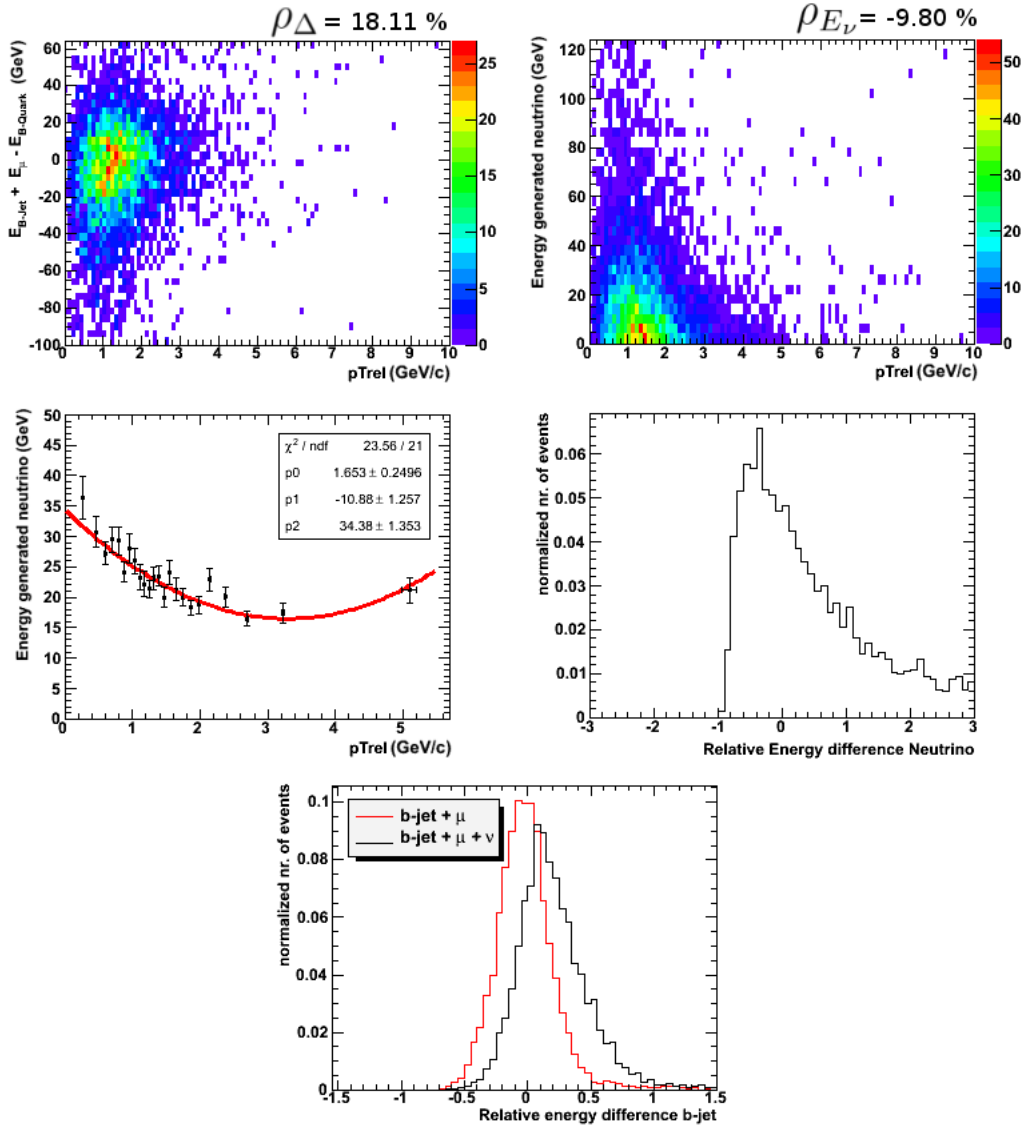 ρΔ = 18.11 %
ρEν = -9.80 %
EB-Jet + Eμ - EB-Quark (GeV)
60
40
20
0
-20
-40
-60
-80
-100
0 1 2 3 4 5 6 7 8 9 10
pTrel (GeV/c)
25
20
15
10
5
0
Energy generated neutrino (GeV)
120
100
80
60
40
20
0
0 1 2 3 4 5 6 7 8 9 10
pTrel (GeV/c)
50
40
30
20
10
0
Energy generated neutrino (GeV)
50
45
40
35
30
25
20
15
10
5
0
0 1 2 3 4 5
pTrel (GeV/c)
χ² / ndf 23.56 / 21
p0 1.653 ± 0.2496
p1 -10.88 ± 1.257
p2 34.38 ± 1.353
normalized nr. of events
0.06
0.05
0.04
0.03
0.02
0.01
0
-3 -2 -1 0 1 2 3
Relative Energy difference Neutrino
normalized nr. of events
0.1
0.08
0.06
0.04
0.02
0
b-jet + μ
b-jet + μ + ν
-1.5 -1 -0.5 0 0.5 1 1.5
Relative energy difference b-jet